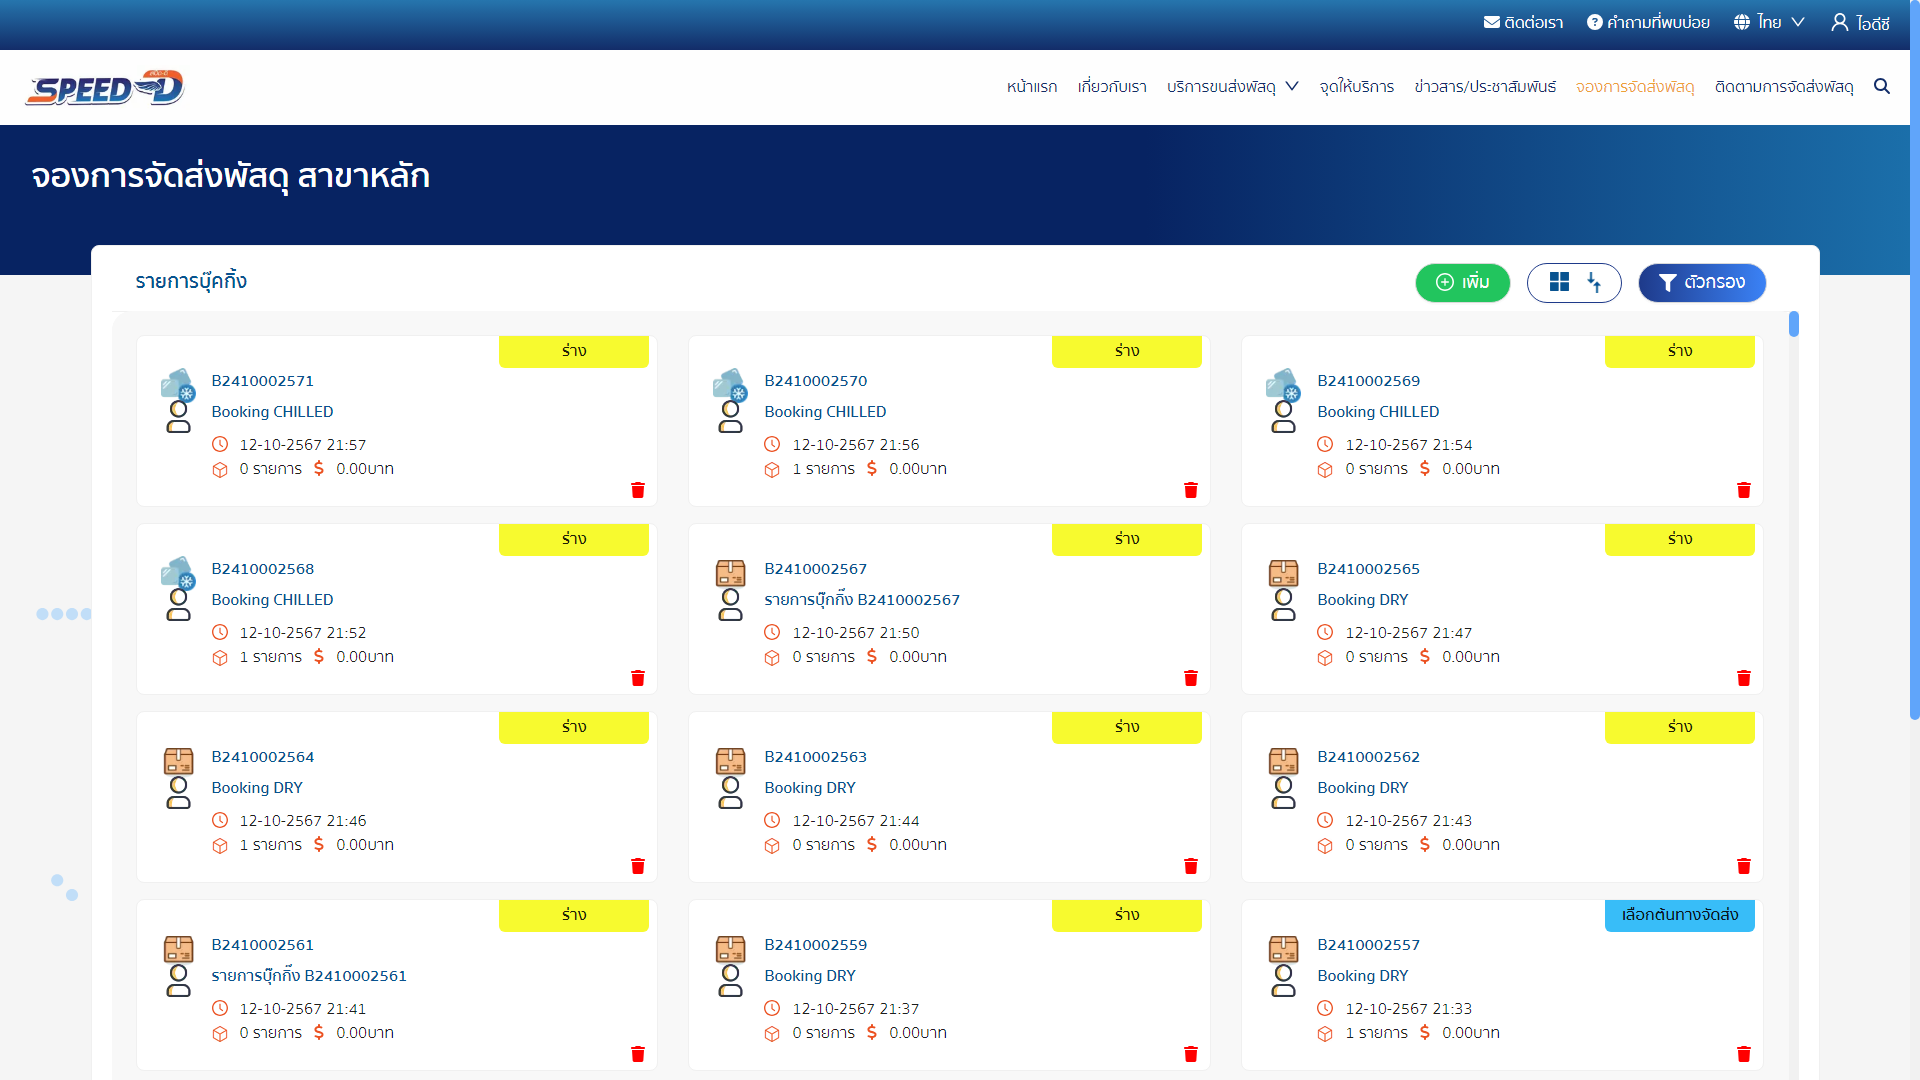 ติดต่อเรา คำถามที่พบบ่อย ไทย ไอดีซี
SPEED-D
หน้าแรก เกี่ยวกับเรา บริการขนส่งพัสดุ จุดให้บริการ ข่าวสาร/ประชาสัมพันธ์ จองการจัดส่งพัสดุ ติดตามการจัดส่งพัสดุ
จองการจัดส่งพัสดุ สาขาหลัก
รายการบุ๊คกิ้ง เพิ่ม ตัวกรอง
ร่าง ร่าง ร่าง
B2410002571 B2410002570 B2410002569
Booking CHILLED Booking CHILLED Booking CHILLED
12-10-2567 21:57 12-10-2567 21:56 12-10-2567 21:54
0 รายการ $ 0.00บาท 1 รายการ $ 0.00บาท 0 รายการ $ 0.00บาท
ร่าง ร่าง ร่าง
B2410002568 B2410002567 B2410002565
Booking CHILLED รายการบุ๊กกิ๊ง B2410002567 Booking DRY
12-10-2567 21:52 12-10-2567 21:50 12-10-2567 21:47
1 รายการ $ 0.00บาท 0 รายการ $ 0.00บาท 0 รายการ $ 0.00บาท
ร่าง ร่าง ร่าง
B2410002564 B2410002563 B2410002562
Booking DRY Booking DRY Booking DRY
12-10-2567 21:46 12-10-2567 21:44 12-10-2567 21:43
1 รายการ $ 0.00บาท 0 รายการ $ 0.00บาท 0 รายการ $ 0.00บาท
ร่าง ร่าง เลือกต้นทางจัดส่ง
B2410002561 B2410002559 B2410002557
รายการบุ๊กกิ๊ง B2410002561 Booking DRY Booking DRY
12-10-2567 21:41 12-10-2567 21:37 12-10-2567 21:33
0 รายการ $ 0.00บาท 0 รายการ $ 0.00บาท 1 รายการ $ 0.00บาท